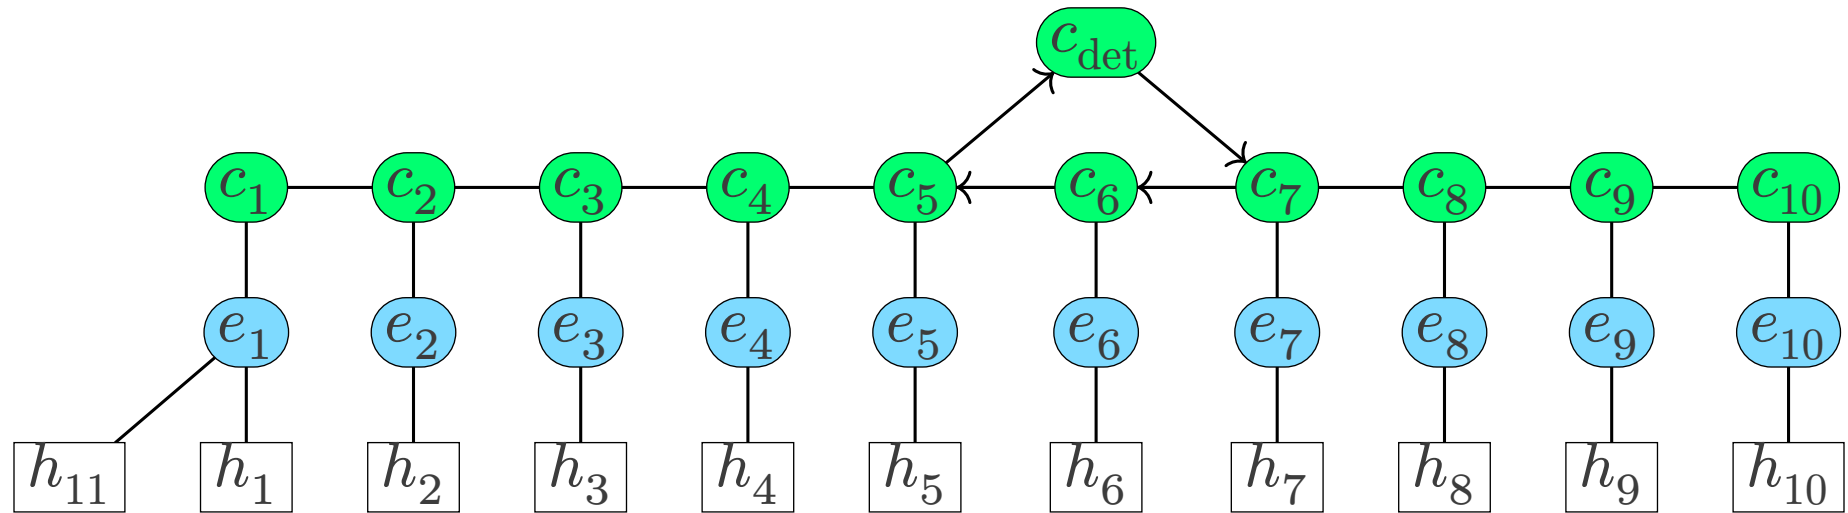 c_det
c_1 c_2 c_3 c_4 c_5 c_6 c_7 c_8 c_9 c_10
e_1 e_2 e_3 e_4 e_5 e_6 e_7 e_8 e_9 e_10
h_11 h_1 h_2 h_3 h_4 h_5 h_6 h_7 h_8 h_9 h_10